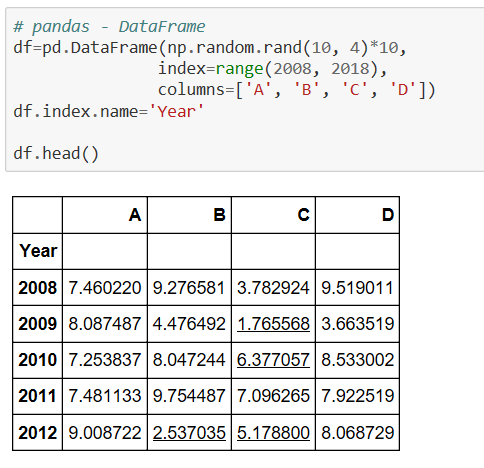 # pandas - DataFrame
df=pd.DataFrame(np.random.rand(10, 4)*10,
index=range(2008, 2018),
columns=['A', 'B', 'C', 'D'])
df.index.name='Year'
df.head()
A B C D
Year
2008 7.460220 9.276581 3.782924 9.519011
2009 8.087487 4.476492 1.765568 3.663519
2010 7.253837 8.047244 6.377057 8.533002
2011 7.481133 9.754487 7.096265 7.922519
2012 9.008722 2.537035 5.178800 8.068729